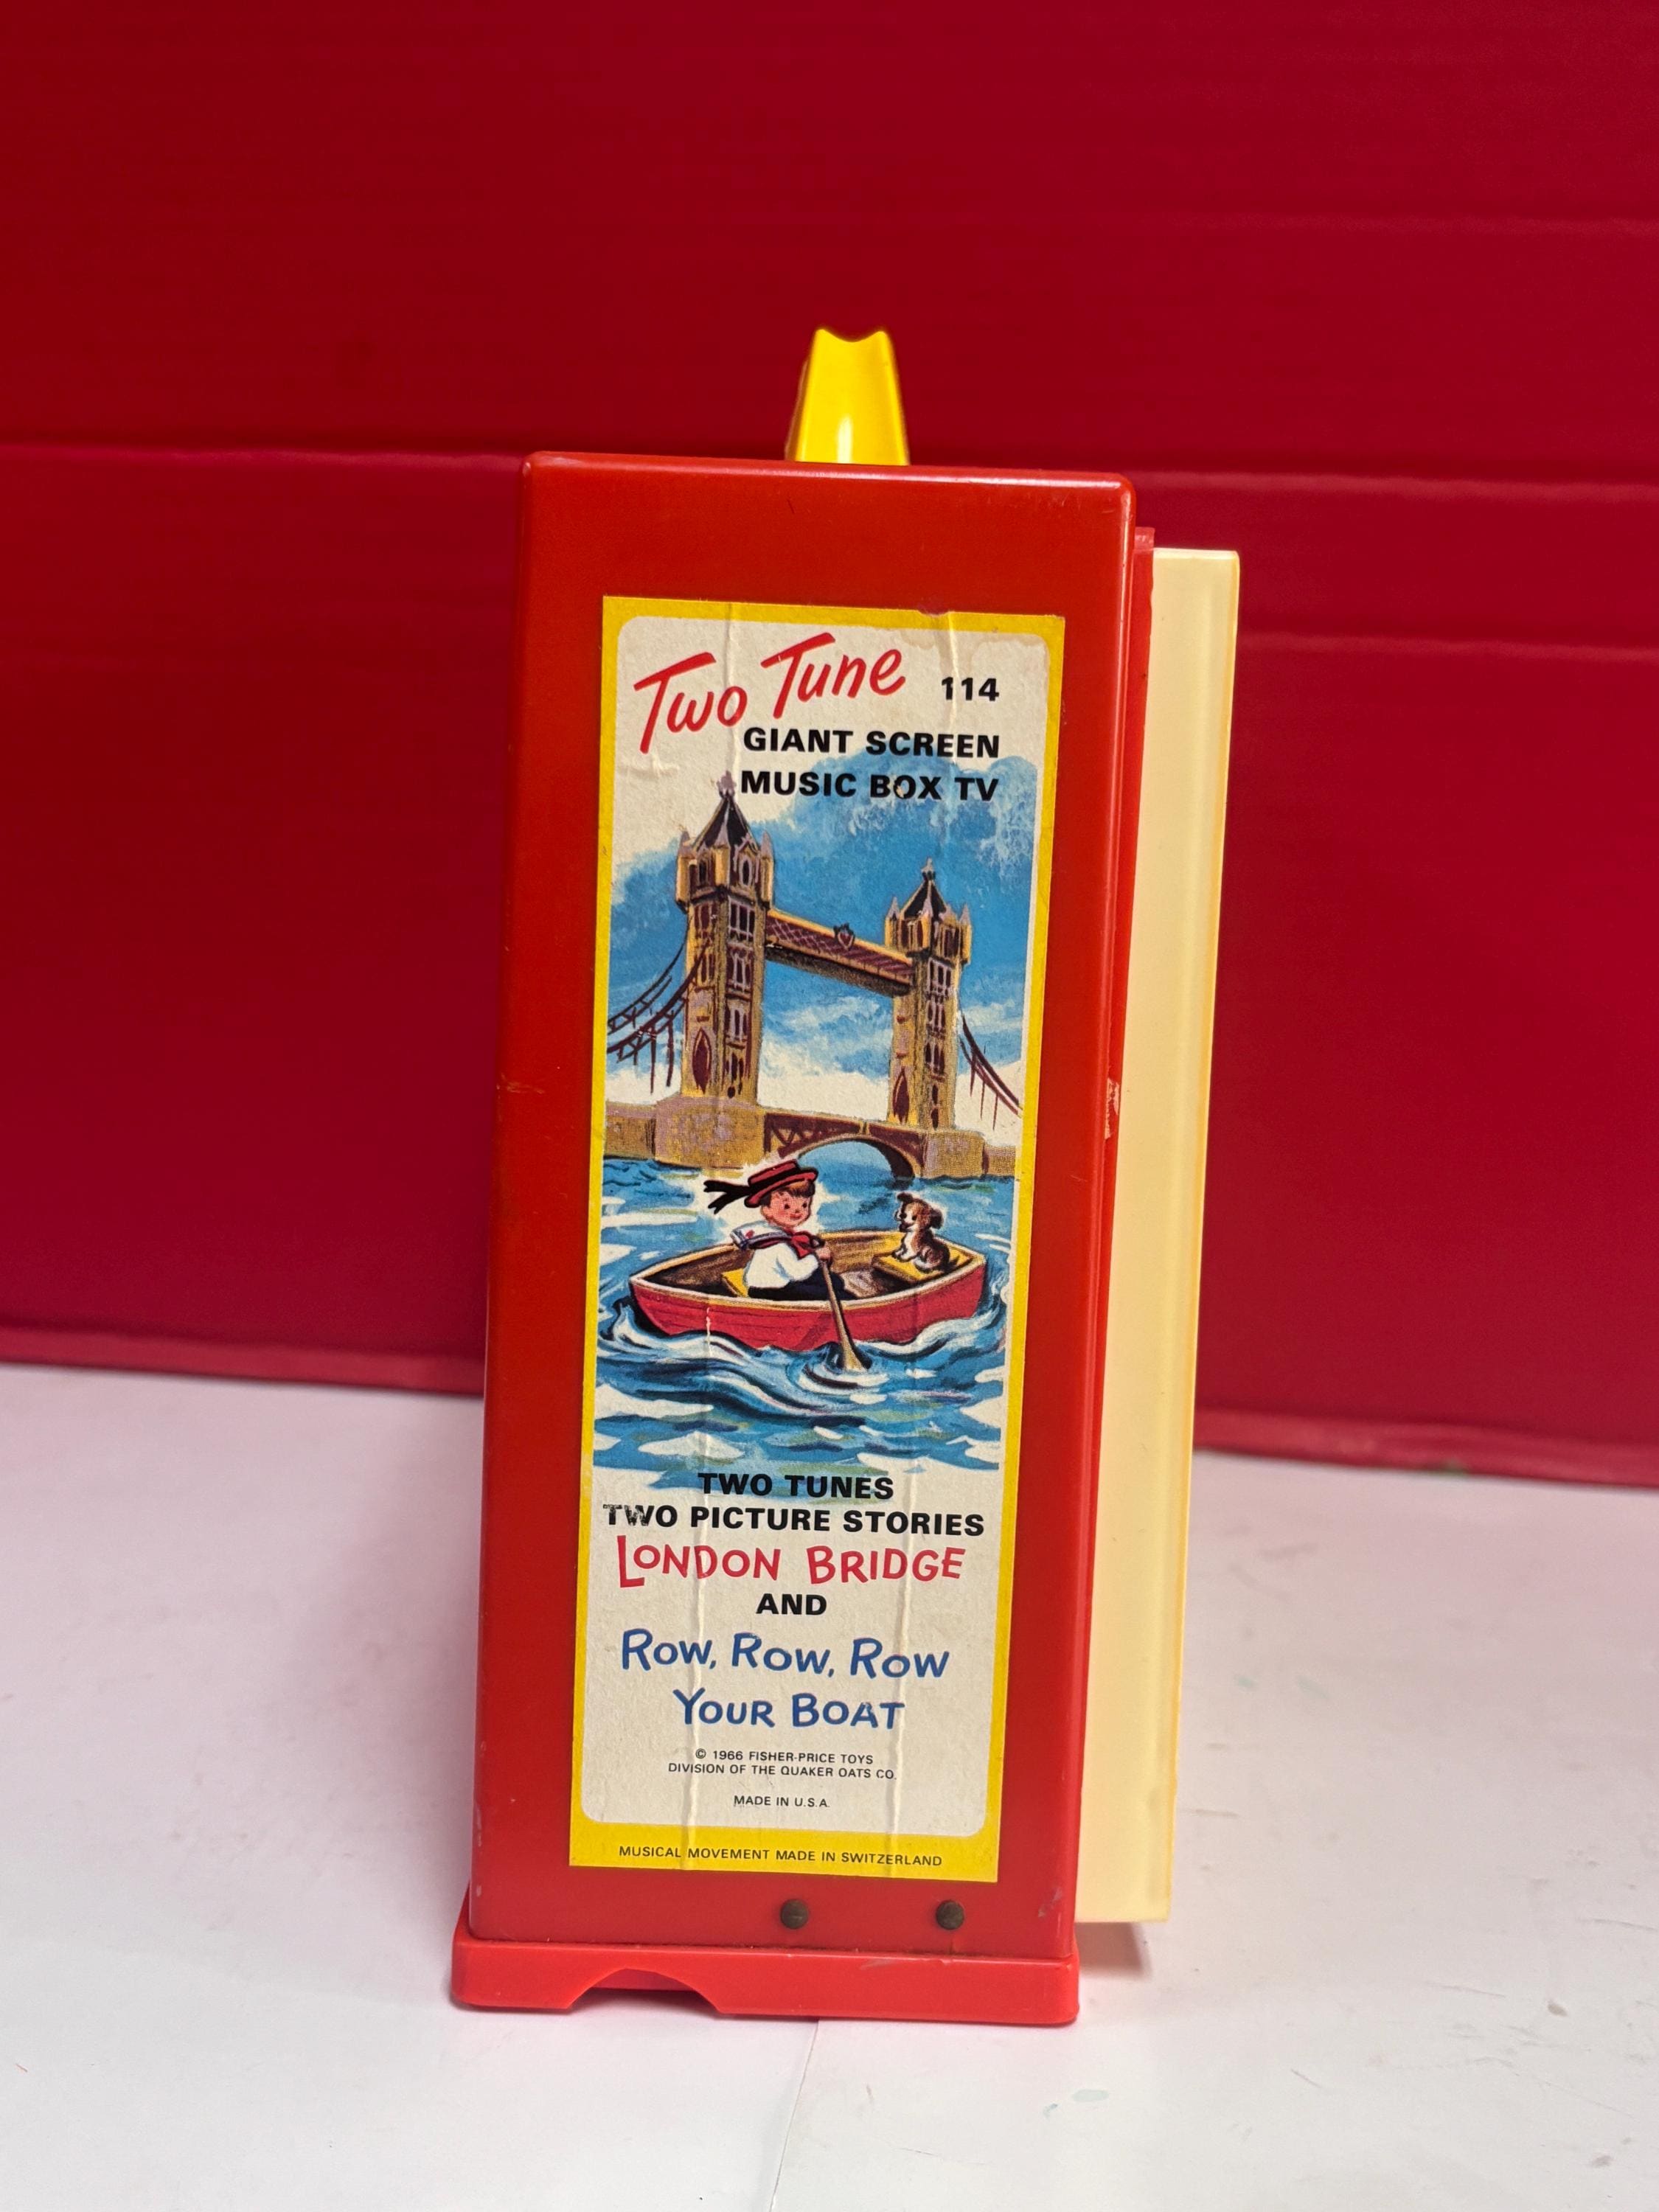 Two Tune 114
GIANT SCREEN
MUSIC BOX TV
TWO TUNES
TWO PICTURE STORIES
LONDON BRIDGE
AND
ROW, ROW, ROW
YOUR BOAT
© 1966 FISHER-PRICE TOYS
DIVISION OF THE QUAKER OATS CO.
MADE IN U.S.A.
MUSICAL MOVEMENT MADE IN SWITZERLAND